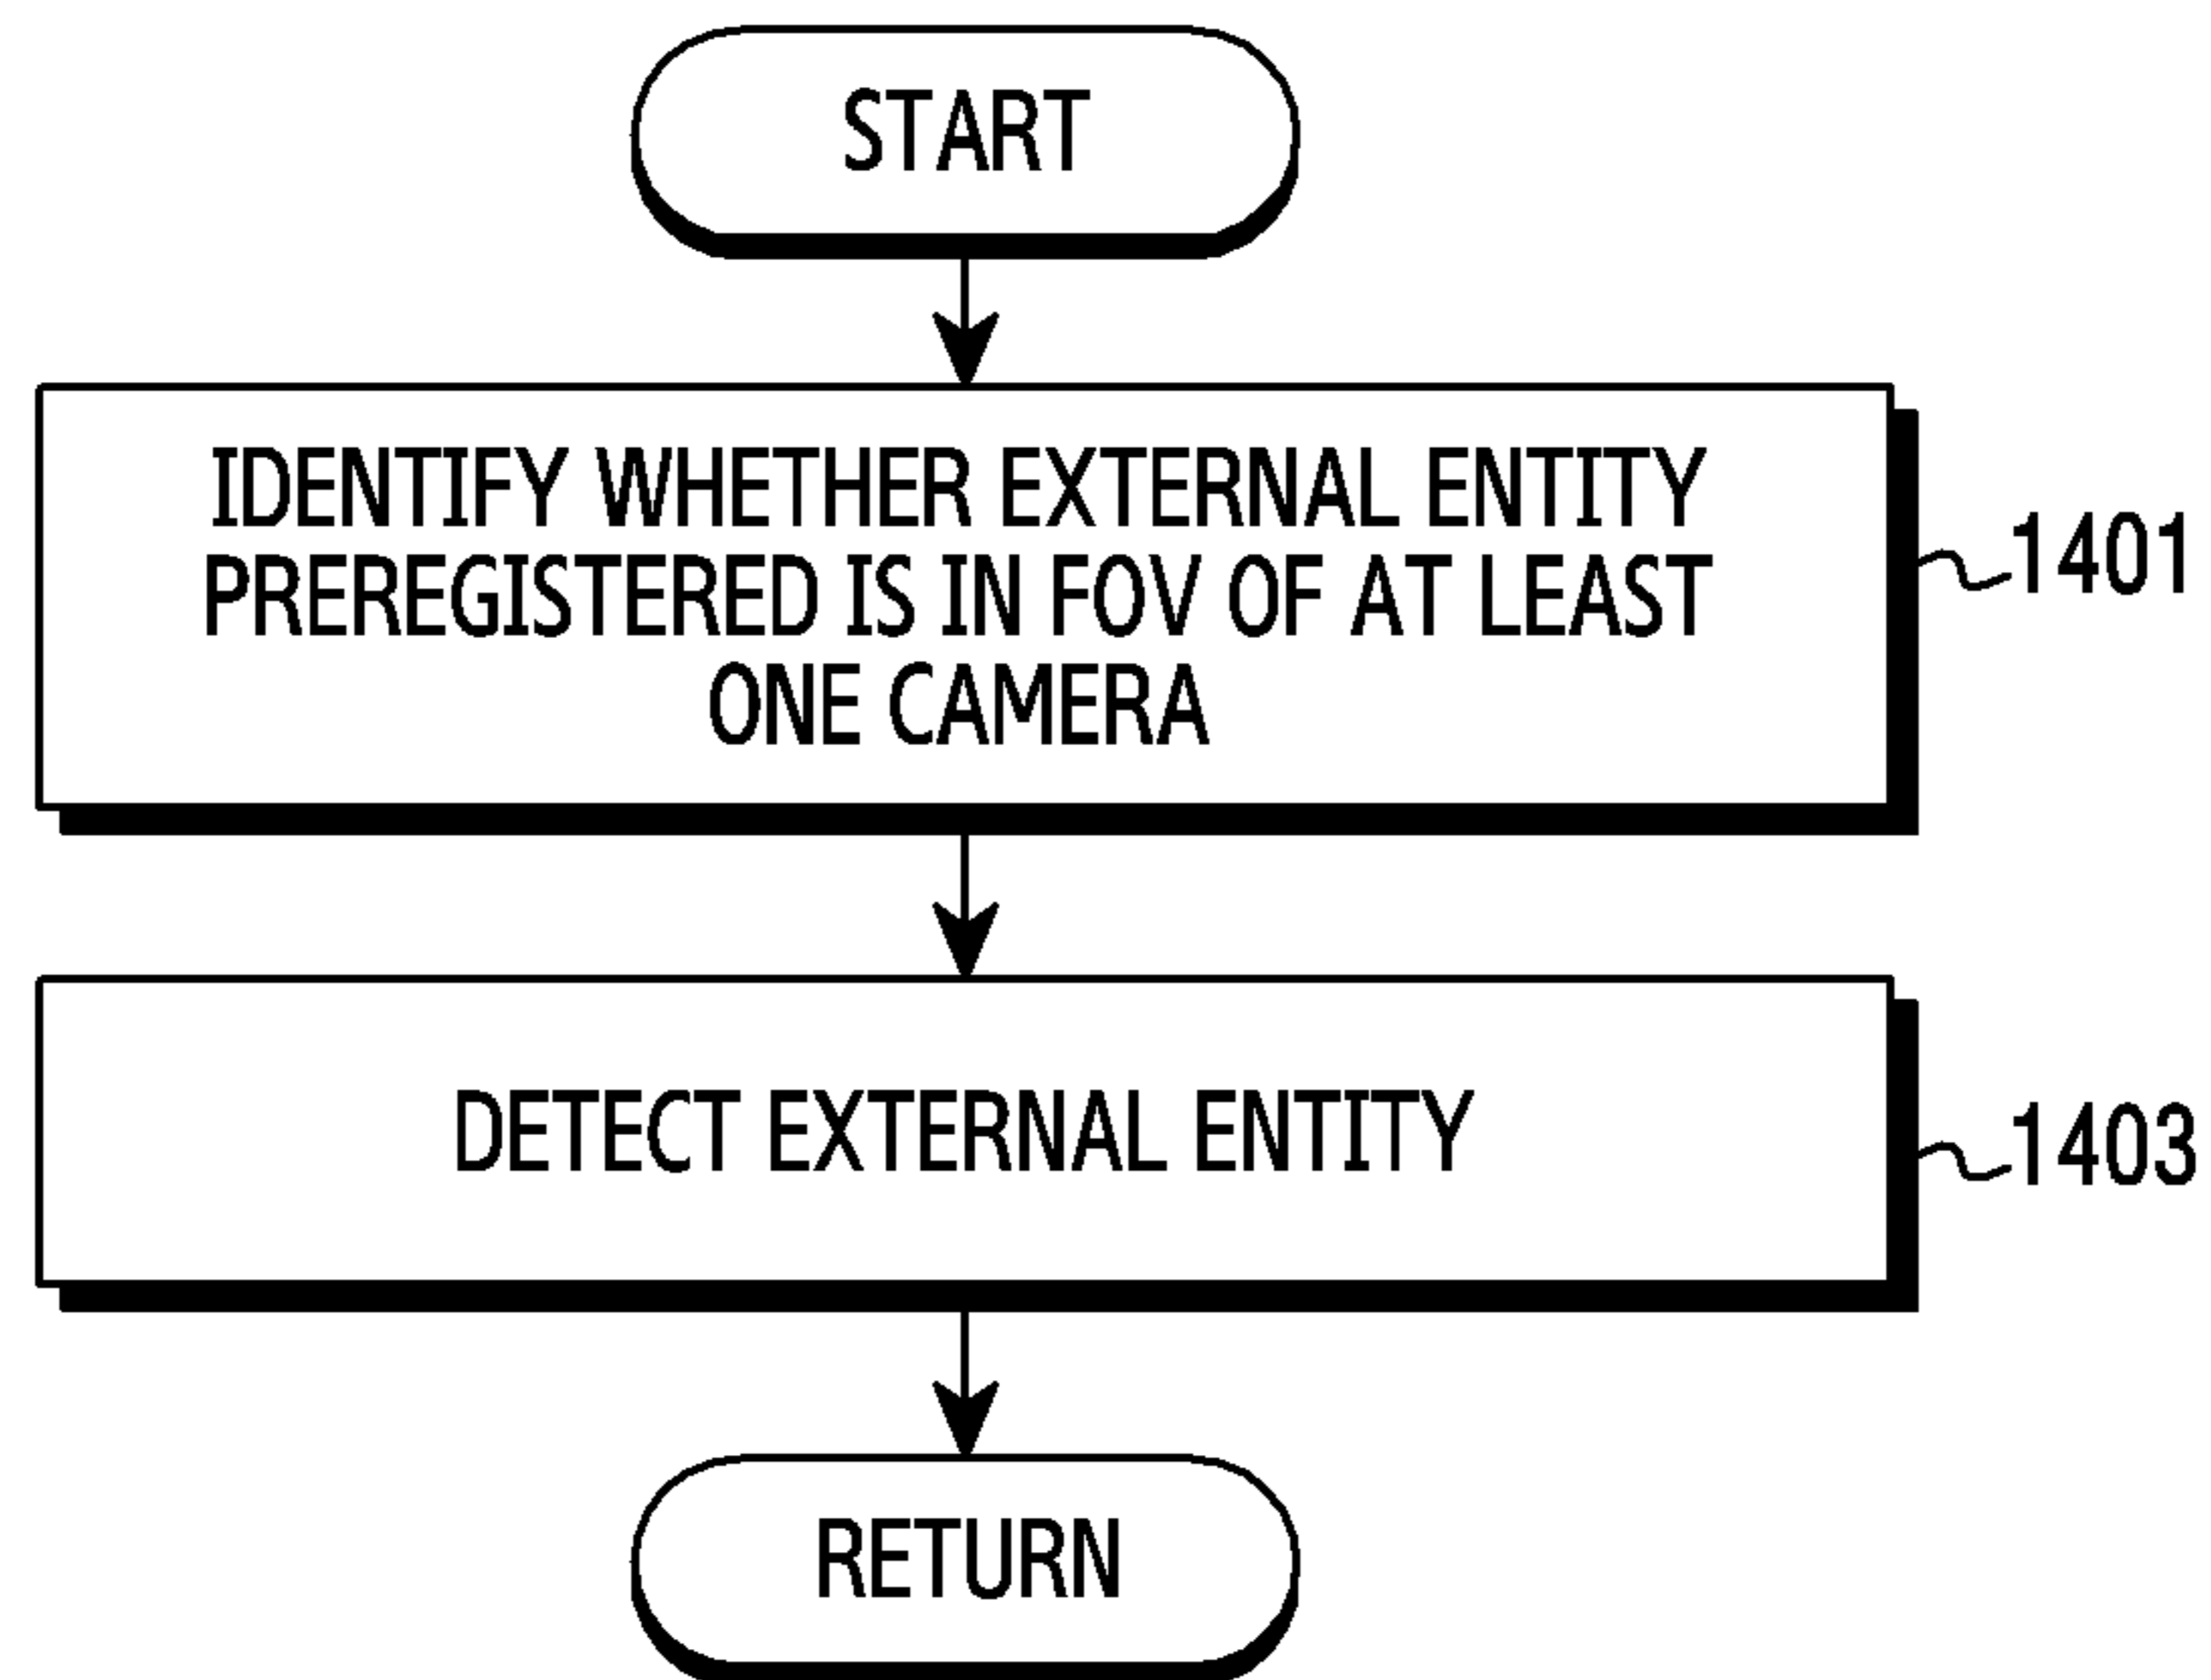 START
IDENTIFY WHETHER EXTERNAL ENTITY
PREREGISTERED IS IN FOV OF AT LEAST
ONE CAMERA
1401
DETECT EXTERNAL ENTITY
1403
RETURN